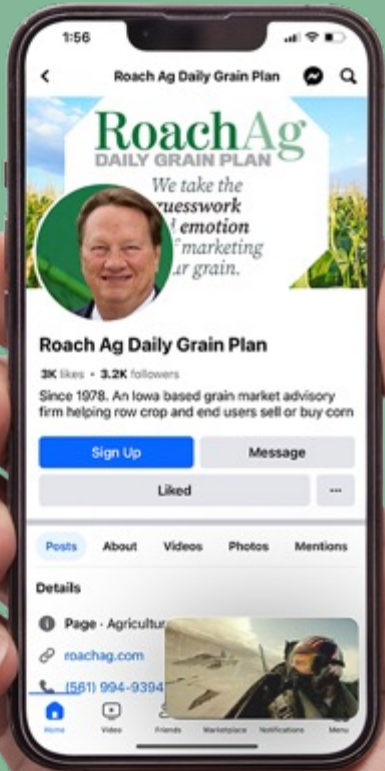 1:56
Roach Ag Daily Grain Plan
RoachAg
DAILY GRAIN PLAN
We take the
emotion
marketing
grain.
Roach Ag Daily Grain Plan
3K likes • 3.2K followers
Since 1978. An Iowa based grain market advisory
firm helping row crop and end users sell or buy corn
Sign Up
Message
Liked
Posts About Videos Photos Mentions
Details
Page · Agricultur
roachag.com
(561) 994-9394
Home Video Friends Marketplace Notifications Menu